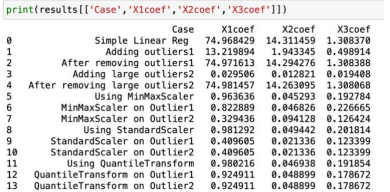 print(results[['Case','X1coef','X2coef','X3coef']])
Case X1coef X2coef X3coef
0 Simple Linear Reg 74.968429 14.311459 1.308370
1 Adding outliers1 13.219894 1.943345 0.498914
2 After removing outliers1 74.971613 14.294276 1.308388
3 Adding large outliers2 0.029506 0.012821 0.019408
4 After removing large outliers2 74.981457 14.263095 1.308068
5 Using MinMaxScaler 0.963636 0.045293 0.192784
6 MinMaxScaler on Outlier1 0.822889 0.046826 0.226665
7 MinMaxScaler on Outlier2 0.329436 0.094128 0.126424
8 Using StandardScaler 0.981292 0.049444 0.201814
9 StandardScaler on Outlier1 0.409605 0.021336 0.123399
10 StandardScaler on Outlier2 0.409605 0.021336 0.123399
11 Using QuantileTransform 0.980216 0.046938 0.191854
12 QuantileTransform on Outlier1 0.924911 0.048899 0.178672
13 QuantileTransform on Outlier2 0.924911 0.048899 0.178672